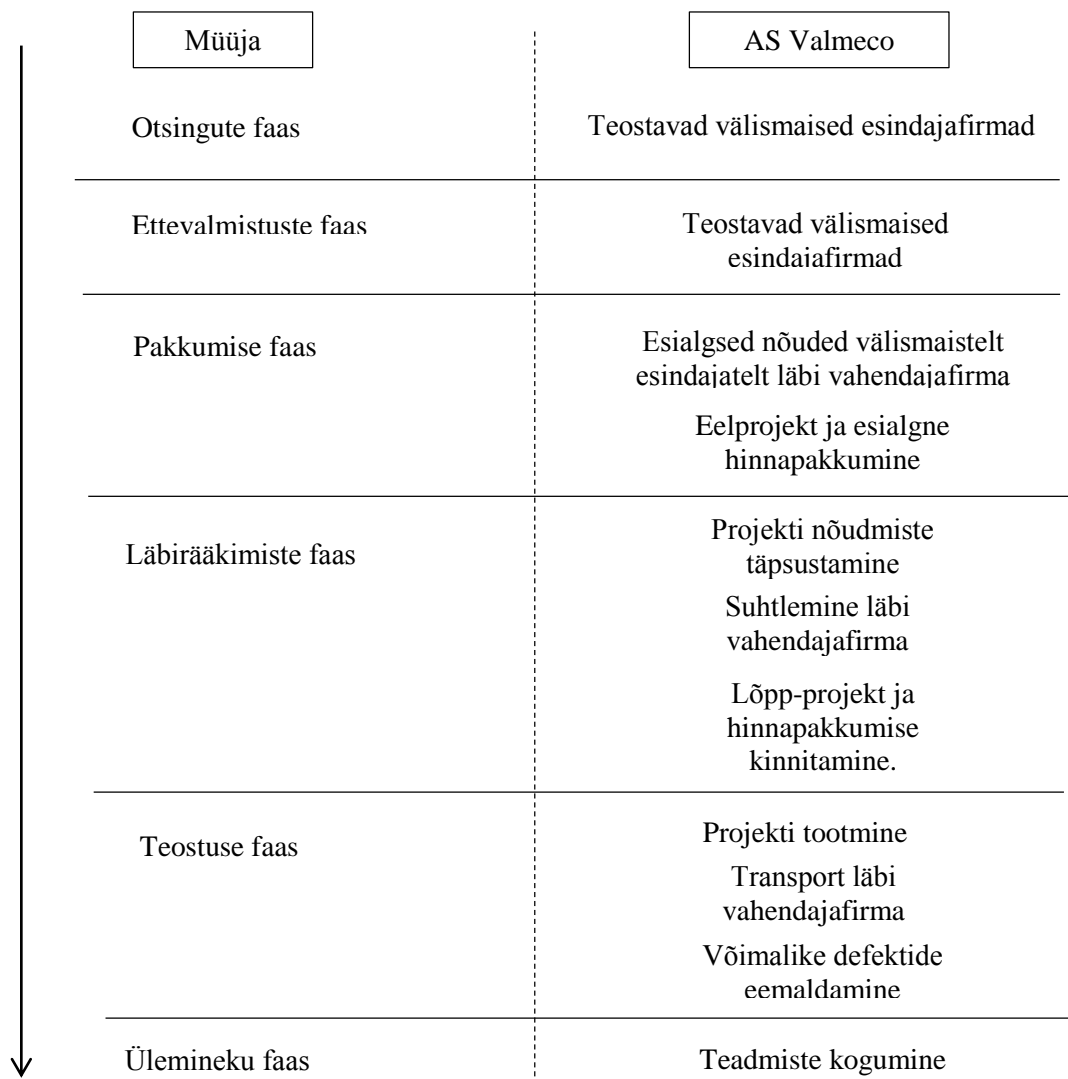 Müüja
AS Valmeco
Otsingute faas
Teostavad välismaised esindajafirmad
Ettevalmistuste faas
Teostavad välismaised
esindajafirmad
Pakkumise faas
Esialgsed nõuded välismaistelt
esindajatelt läbi vahendajafirma
Eelprojekt ja esialgne
hinnapakkumine
Läbirääkimiste faas
Projekti nõudmiste
täpsustamine
Suhtlemine läbi
vahendajafirma
Lõpp-projekt ja
hinnapakkumise
kinnitamine.
Teostuse faas
Projekti tootmine
Transport läbi
vahendajafirma
Võimalike defektide
eemaldamine
Ülemineku faas
Teadmiste kogumine